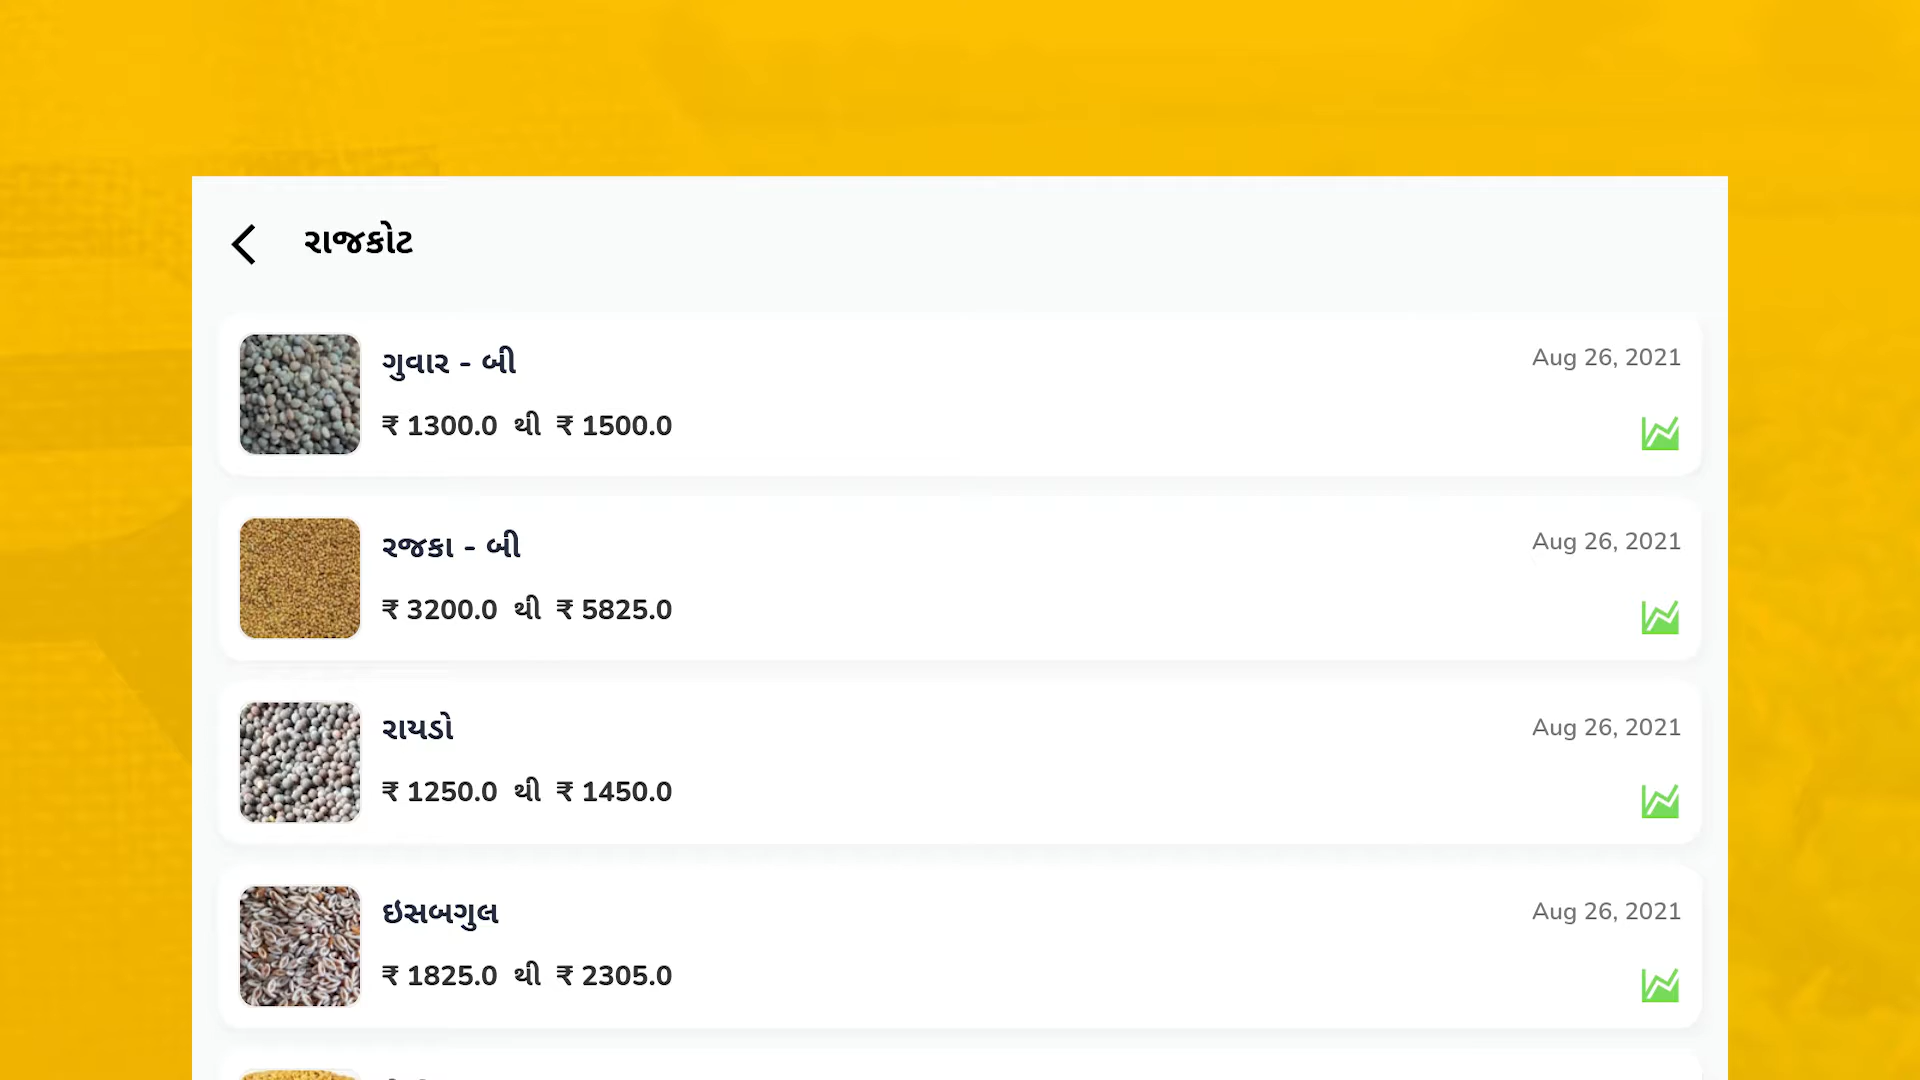 રાજકોટ
ગુવાર - બી
Aug 26, 2021
₹ 1300.0 થી ₹ 1500.0
રજકા - બી
Aug 26, 2021
₹ 3200.0 થી ₹ 5825.0
રાયડો
Aug 26, 2021
₹ 1250.0 થી ₹ 1450.0
ઇસબગુલ
Aug 26, 2021
₹ 1825.0 થી ₹ 2305.0